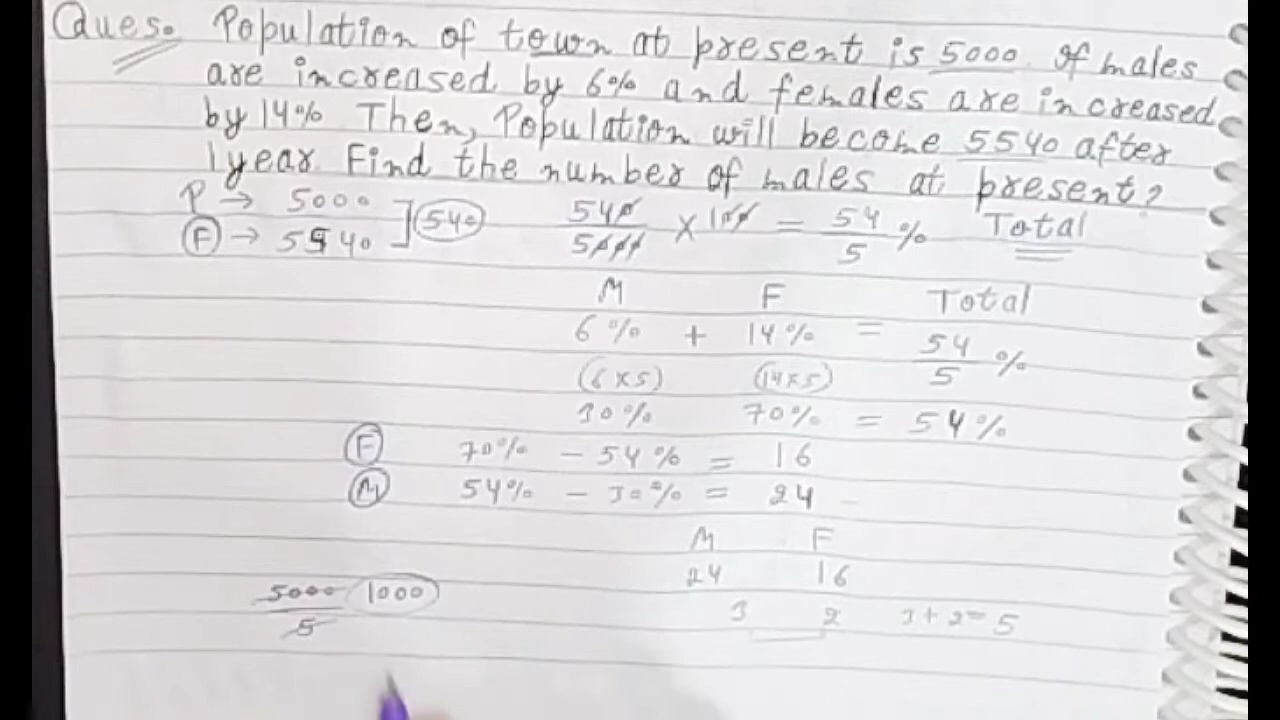 Ques. Population of town at present is 5000 If males
are increased by 6% and females are increased
by 14% Then, Population will become 5540 after
1 year. Find the number of males at present?
P → 5000
F → 5540 ] 540 540/5000 × 100 = 54/5 % Total
M F Total
6% + 14% = 54/5 %
(6×5) (14×5)
30% 70% = 54%
F 70% - 54% = 16
M 54% - 30% = 24
M F
24 16
5000/5 1000
3 2 3+2=5